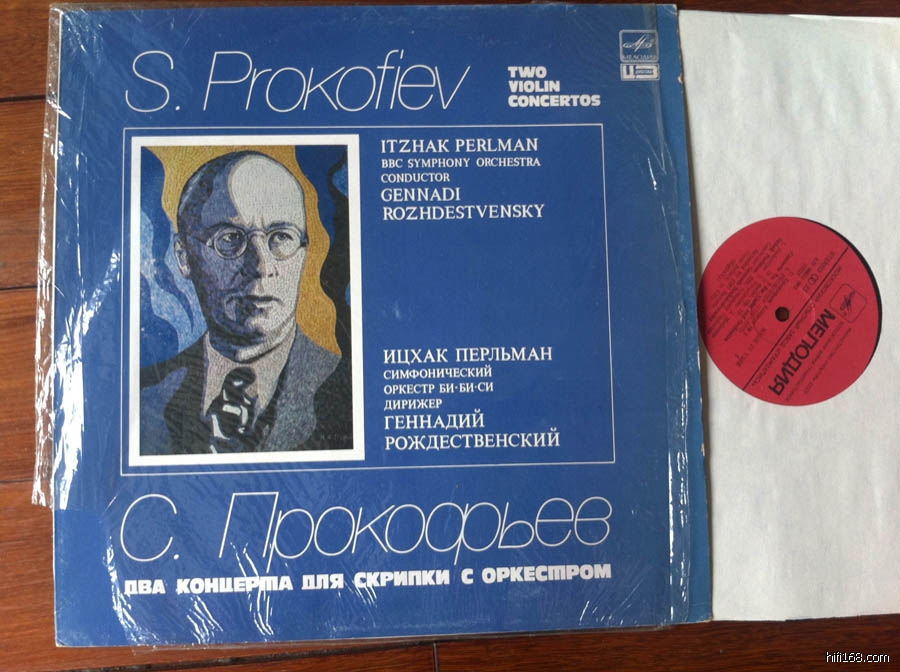 S. Prokofiev
TWO
VIOLIN
CONCERTOS
МЕЛОДИЯ
ITZHAK PERLMAN
BBC SYMPHONY ORCHESTRA
CONDUCTOR
GENNADI
ROZHDESTVENSKY
ИЦХАК ПЕРЛЬМАН
СИМФОНИЧЕСКИЙ
ОРКЕСТР БИ-БИ-СИ
ДИРИЖЕР
ГЕННАДИЙ
РОЖДЕСТВЕНСКИЙ
С. Прокофьев
ДВА КОНЦЕРТА ДЛЯ СКРИПКИ С ОРКЕСТРОМ
МЕЛОДИЯ
hifi168.com